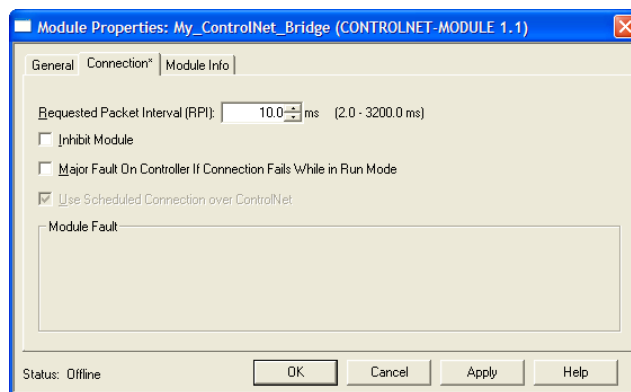 Module Properties: My_ControlNet_Bridge (CONTROLNET-MODULE 1.1)
General Connection* Module Info
Requested Packet Interval (RPI): 10.0 ms (2.0 - 3200.0 ms)
Inhibit Module
Major Fault On Controller If Connection Fails While in Run Mode
Use Scheduled Connection over ControlNet
Module Fault
Status: Offline OK Cancel Apply Help